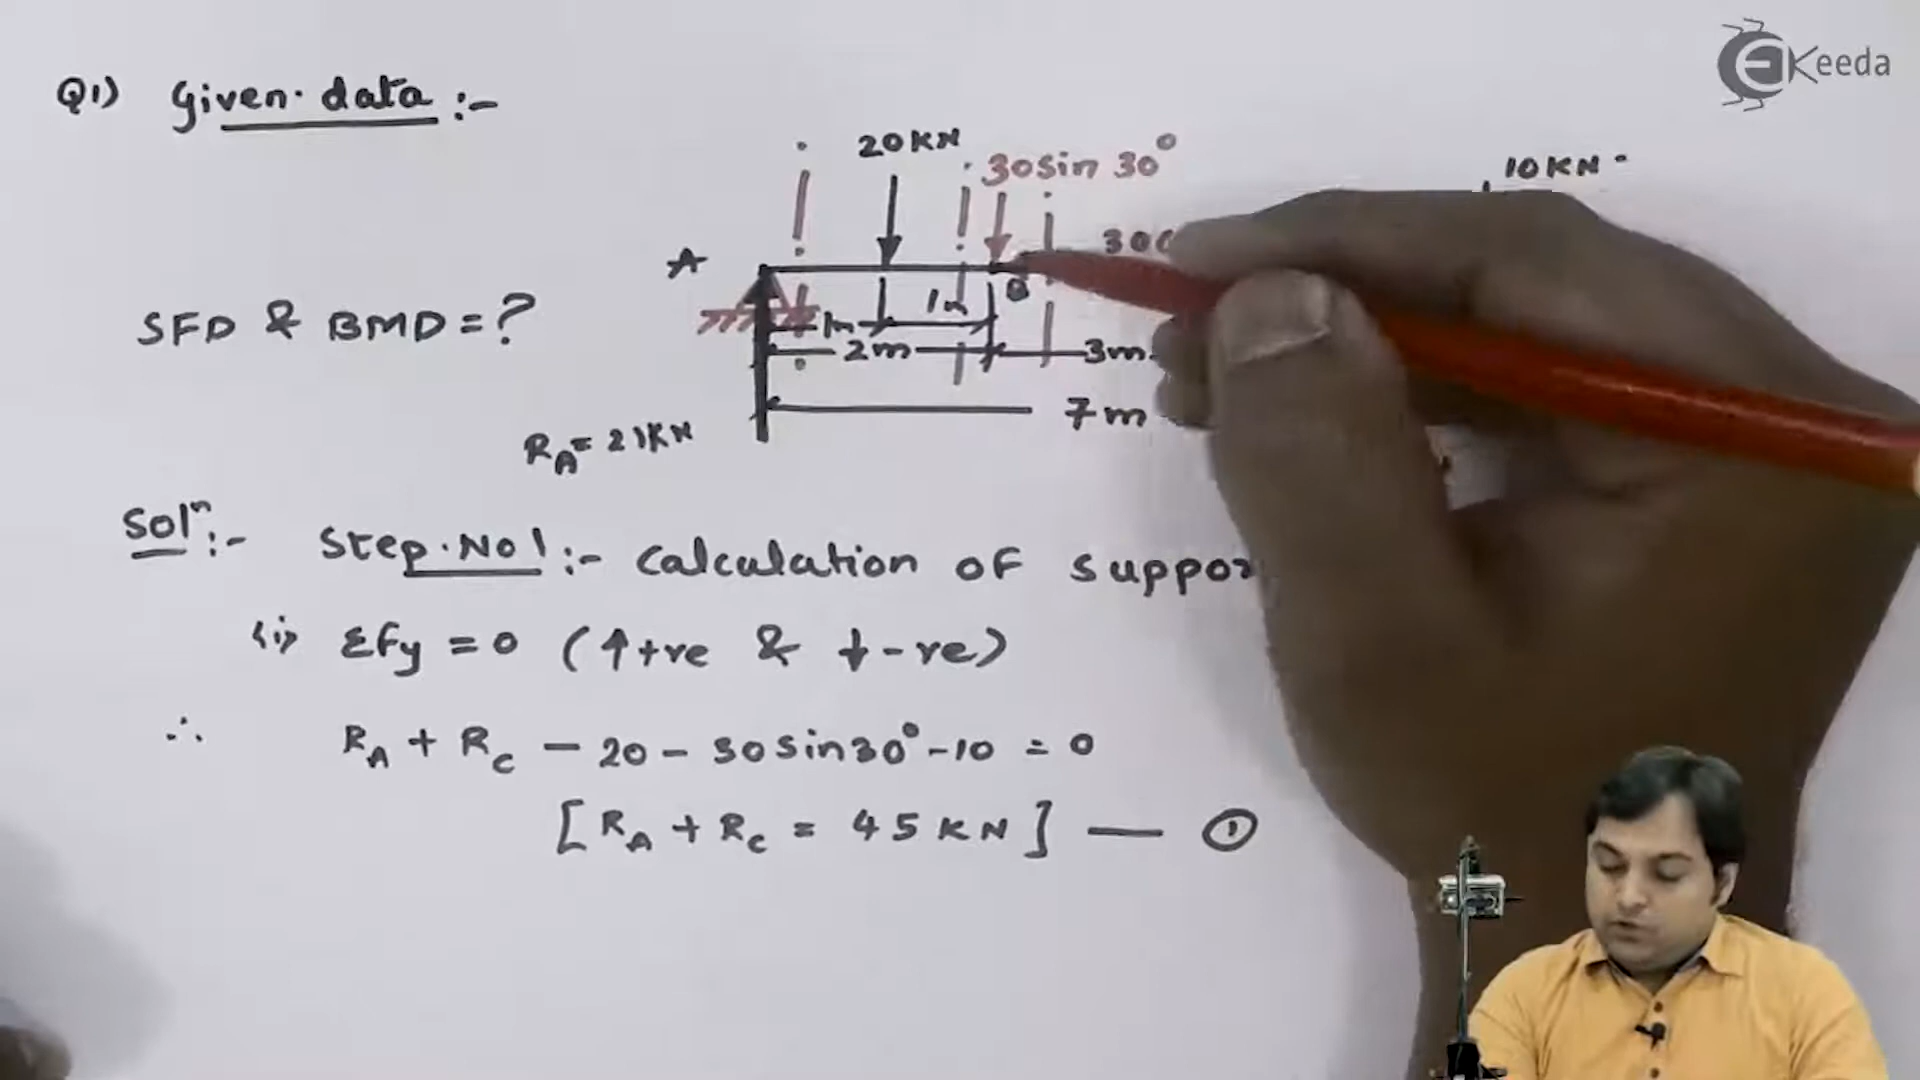 EKeeda
Q1) Given data :-
20KN
30sin 30°
10KN
A
B
SFD & BMD = ?
1m
1m
2m
3m
7m
RA = 21KN
Solⁿ :- Step No 1 :- Calculation of
ΣFy = 0 (↑+ve & ↓-ve)
∴ RA + RC - 20 - 30sin30° - 10 = 0
[RA + RC = 45 KN] — ①